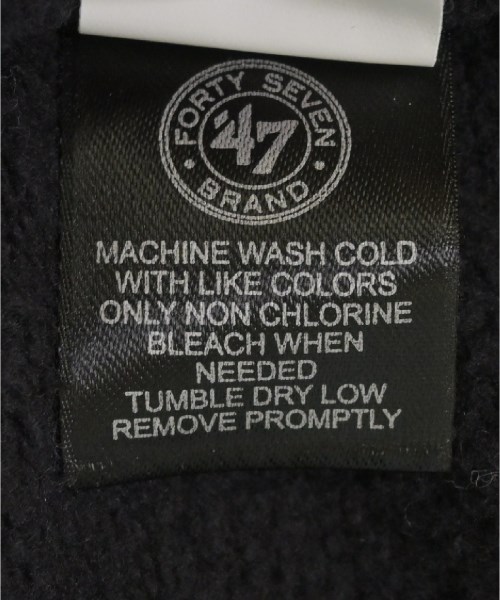 FORTY SEVEN
'47
BRAND
MACHINE WASH COLD
WITH LIKE COLORS
ONLY NON CHLORINE
BLEACH WHEN
NEEDED
TUMBLE DRY LOW
REMOVE PROMPTLY